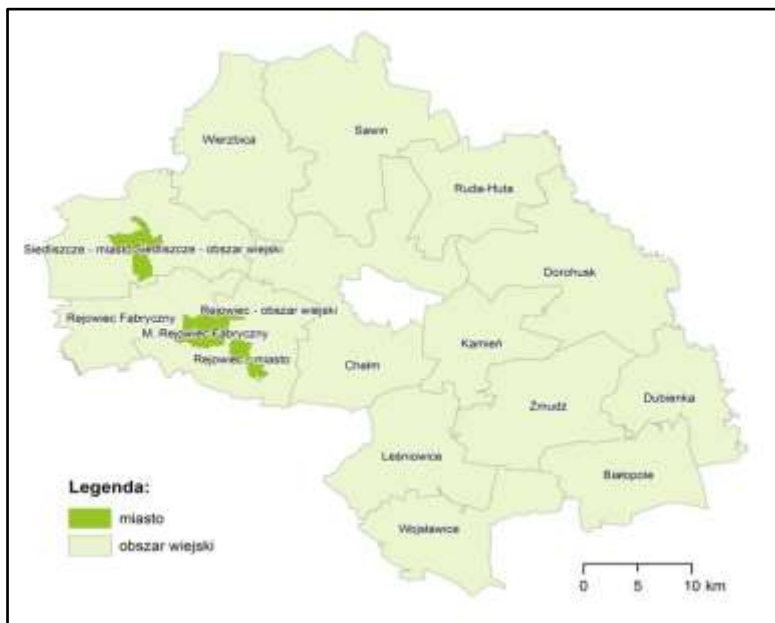 Sawin
Wierzbica
Ruda-Huta
Siedliszcze - miasto
Siedliszcze - obszar wiejski
Dorohusk
Rejowiec - obszar wiejski
Rejowiec Fabryczny
M. Rejowiec Fabryczny
Kamień
Rejowiec - miasto
Chełm
Dubienka
Żmudź
Leśniowice
Białopole
Wojsławice
Legenda:
miasto
obszar wiejski
0 5 10 km